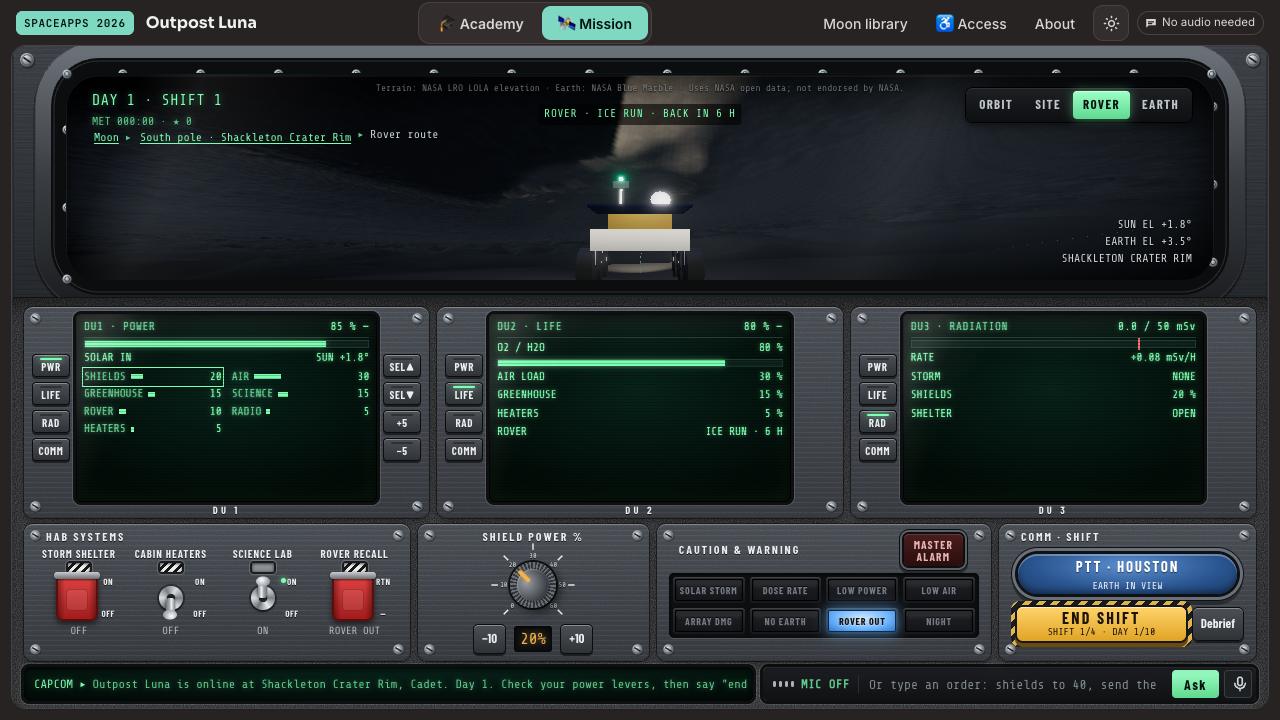 SPACEAPPS 2026
Outpost Luna
Academy
Mission
Moon library
Access
About
No audio needed
DAY 1 · SHIFT 1
MET 000:00 · ★ 0
Moon ▸ South pole · Shackleton Crater Rim ▸ Rover route
Terrain: NASA LRO LOLA elevation · Earth: NASA Blue Marble · Uses NASA open data; not endorsed by NASA.
ROVER · ICE RUN · BACK IN 6 H
ORBIT
SITE
ROVER
EARTH
SUN EL +1.8°
EARTH EL +3.5°
SHACKLETON CRATER RIM
PWR
LIFE
RAD
COMM
DU1 · POWER 85 % —
SOLAR IN SUN +1.8°
SHIELDS 20 AIR 30
GREENHOUSE 15 SCIENCE 15
ROVER 10 RADIO 5
HEATERS 5
SEL▲
SEL▼
+5
−5
DU 1
PWR
LIFE
RAD
COMM
DU2 · LIFE 80 % —
O2 / H2O 80 %
AIR LOAD 30 %
GREENHOUSE 15 %
HEATERS 5 %
ROVER ICE RUN · 6 H
DU 2
PWR
LIFE
RAD
COMM
DU3 · RADIATION 0.0 / 50 mSv
RATE +0.08 mSv/H
STORM NONE
SHIELDS 20 %
SHELTER OPEN
DU 3
HAB SYSTEMS
STORM SHELTER
ON
OFF
OFF
CABIN HEATERS
ON
OFF
OFF
SCIENCE LAB
ON
OFF
ON
ROVER RECALL
RTN
—
ROVER OUT
SHIELD POWER %
0
10
20
30
40
50
60
−10
20%
+10
CAUTION & WARNING
MASTER ALARM
SOLAR STORM
DOSE RATE
LOW POWER
LOW AIR
ARRAY DMG
NO EARTH
ROVER OUT
NIGHT
COMM · SHIFT
PTT · HOUSTON
EARTH IN VIEW
END SHIFT
SHIFT 1/4 · DAY 1/10
Debrief
CAPCOM ▸ Outpost Luna is online at Shackleton Crater Rim, Cadet. Day 1. Check your power levers, then say "end
MIC OFF
Or type an order: shields to 40, send the
Ask